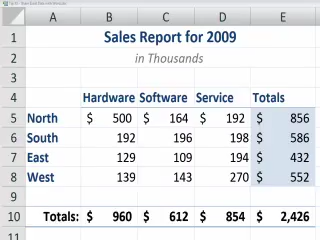 A B C D E
1 Sales Report for 2009
2 in Thousands
3
4 Hardware Software Service Totals
5 North $ 500 $ 164 $ 192 $ 856
6 South 192 196 198 $ 586
7 East 129 109 194 $ 432
8 West 139 143 270 $ 552
9
10 Totals: $ 960 $ 612 $ 854 $ 2,426
11